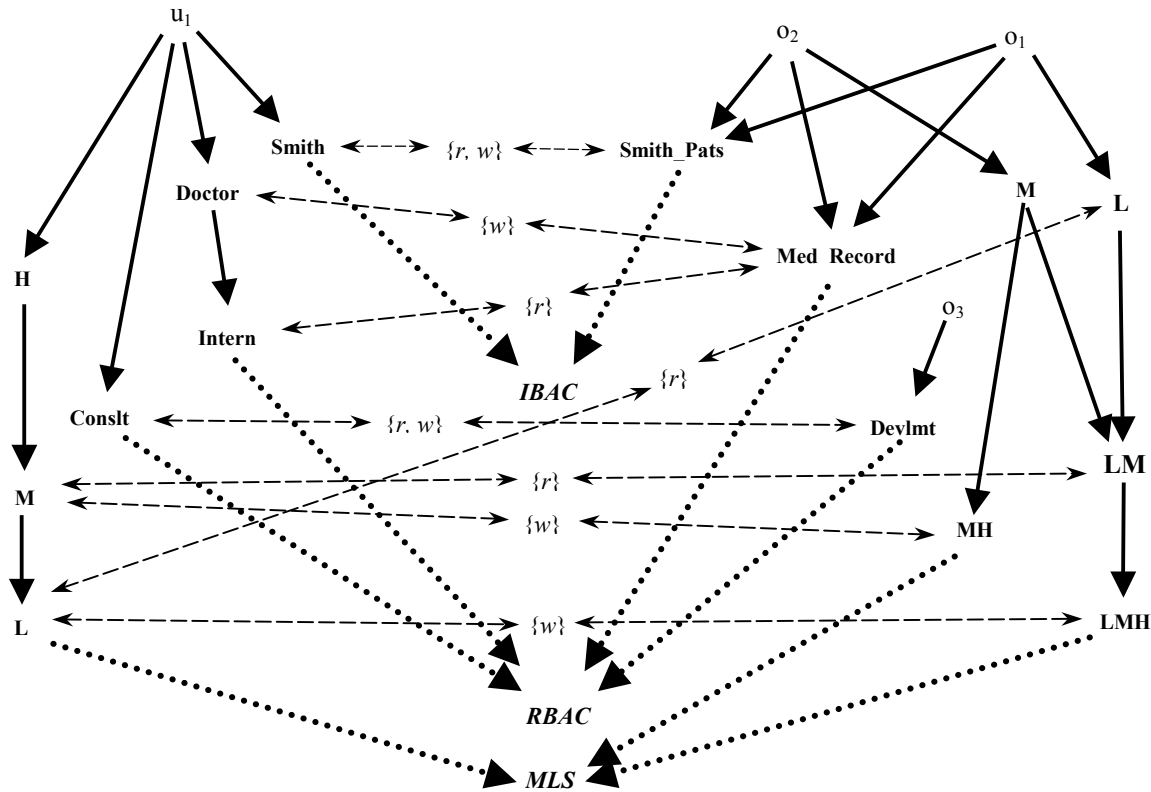 u1
o2
o1
Smith
{r, w}
Smith_Pats
Doctor
M
L
{w}
Med_Record
H
{r}
o3
Intern
IBAC
{r}
Conslt
{r, w}
Devlmt
LM
M
{r}
{w}
MH
L
{w}
LMH
RBAC
MLS